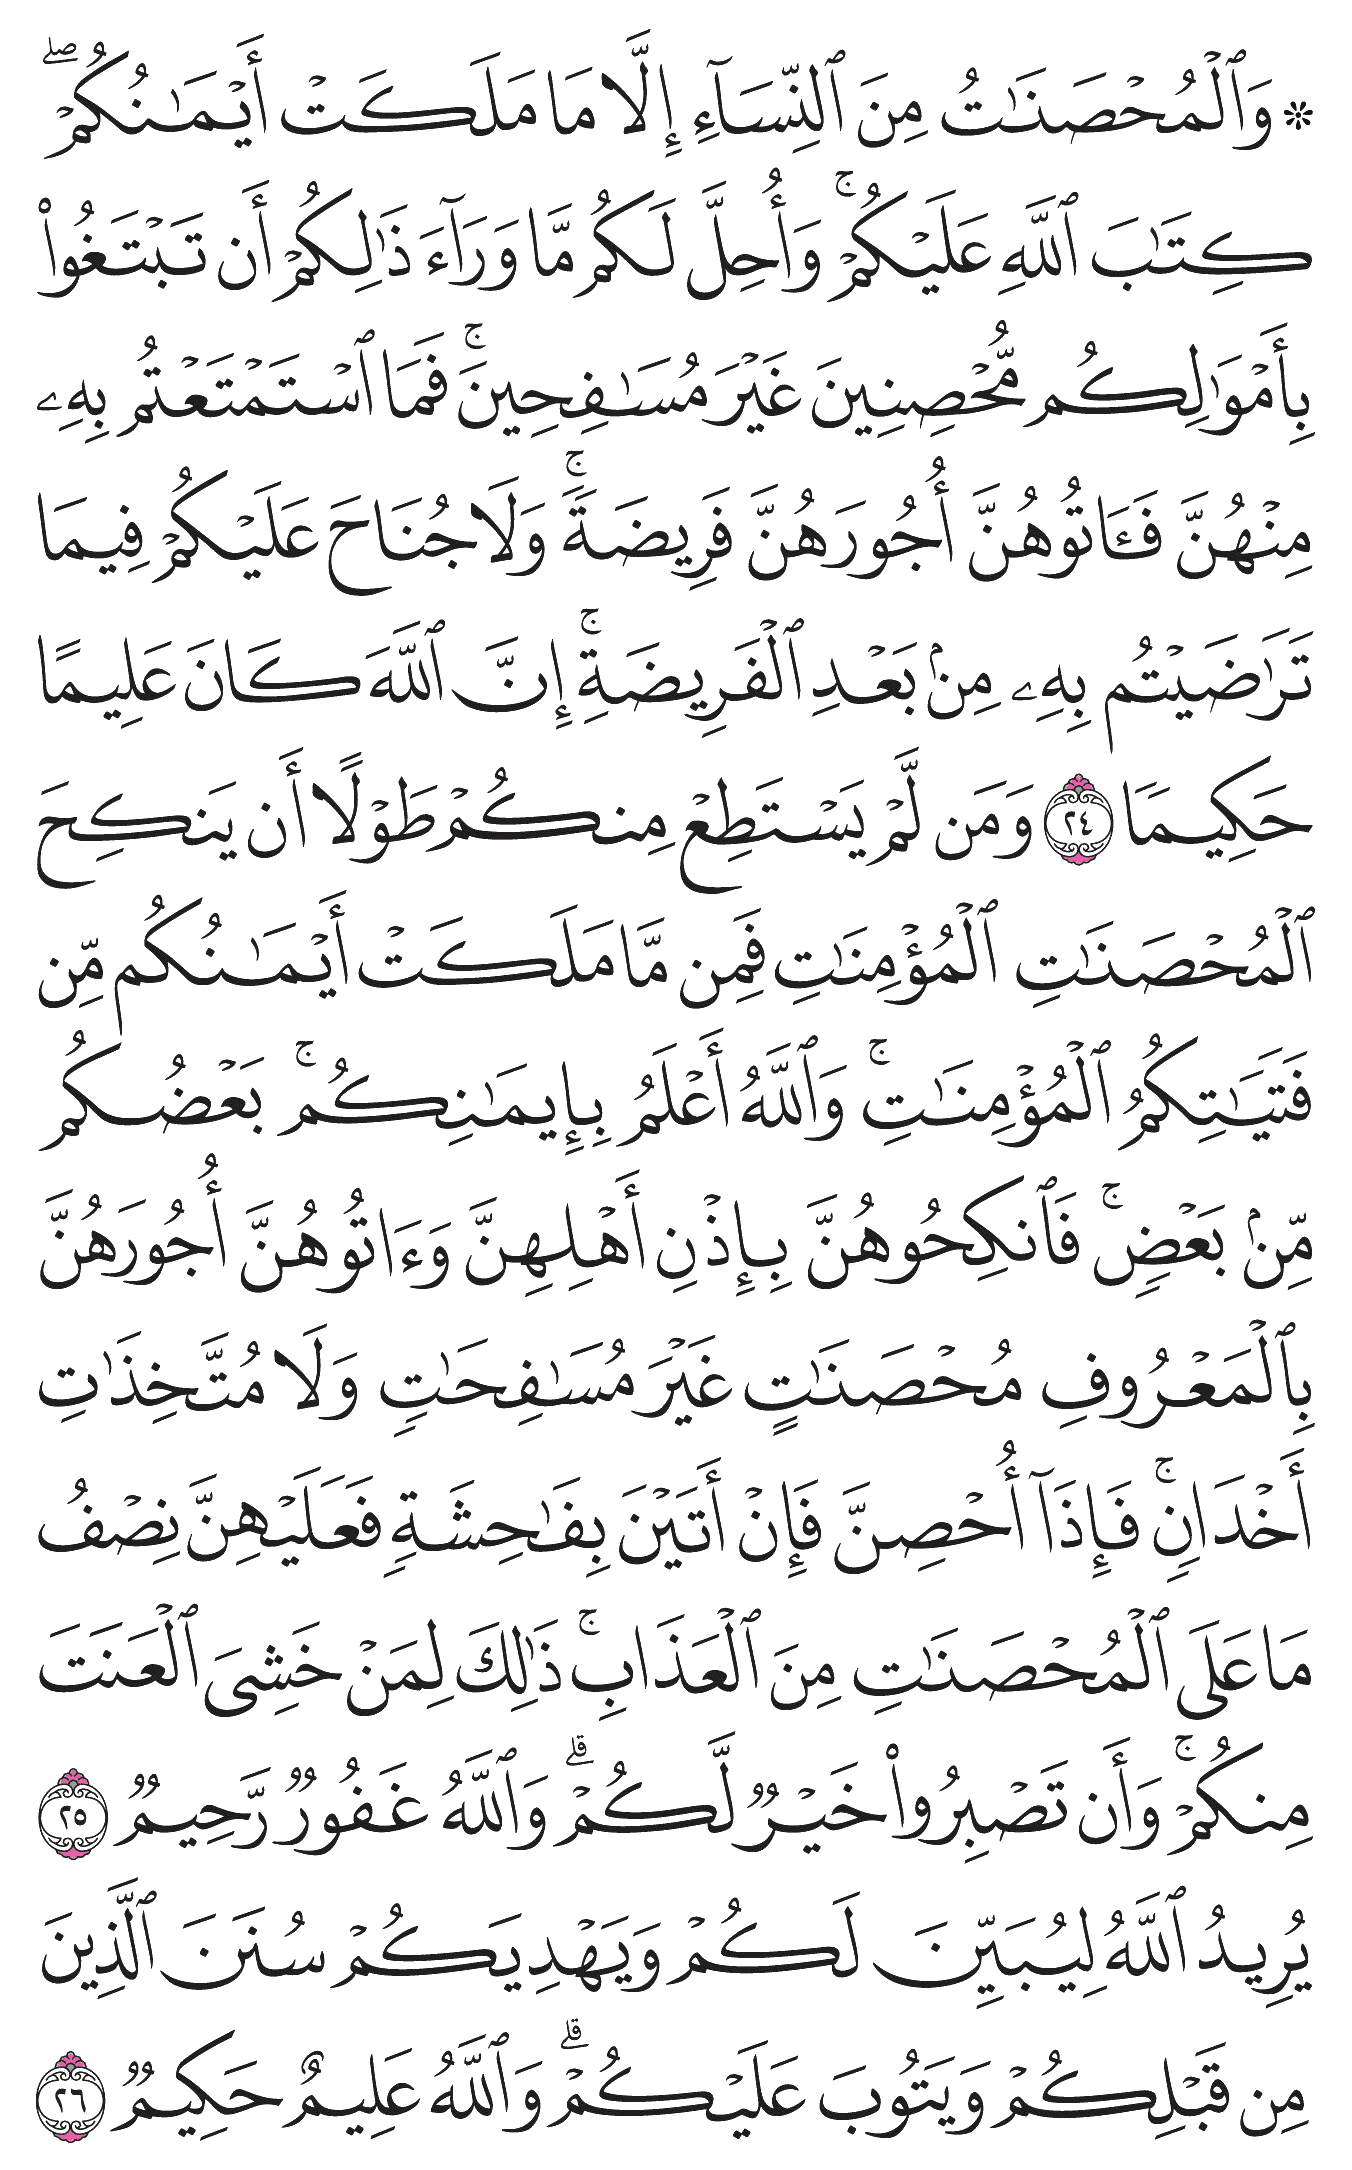 ۞ وَٱلۡمُحۡصَنَٰتُ مِنَ ٱلنِّسَآءِ إِلَّا مَا مَلَكَتۡ أَيۡمَٰنُكُمۡۖ
كِتَٰبَ ٱللَّهِ عَلَيۡكُمۡۚ وَأُحِلَّ لَكُم مَّا وَرَآءَ ذَٰلِكُمۡ أَن تَبۡتَغُواْ
بِأَمۡوَٰلِكُم مُّحۡصِنِينَ غَيۡرَ مُسَٰفِحِينَۚ فَمَا ٱسۡتَمۡتَعۡتُم بِهِۦ
مِنۡهُنَّ فَـَٔاتُوهُنَّ أُجُورَهُنَّ فَرِيضَةٗۚ وَلَا جُنَاحَ عَلَيۡكُمۡ فِيمَا
تَرَٰضَيۡتُم بِهِۦ مِنۢ بَعۡدِ ٱلۡفَرِيضَةِۚ إِنَّ ٱللَّهَ كَانَ عَلِيمًا
حَكِيمٗا ٢٤ وَمَن لَّمۡ يَسۡتَطِعۡ مِنكُمۡ طَوۡلًا أَن يَنكِحَ
ٱلۡمُحۡصَنَٰتِ ٱلۡمُؤۡمِنَٰتِ فَمِن مَّا مَلَكَتۡ أَيۡمَٰنُكُم مِّن
فَتَيَٰتِكُمُ ٱلۡمُؤۡمِنَٰتِۚ وَٱللَّهُ أَعۡلَمُ بِإِيمَٰنِكُمۚ بَعۡضُكُم
مِّنۢ بَعۡضٖۚ فَٱنكِحُوهُنَّ بِإِذۡنِ أَهۡلِهِنَّ وَءَاتُوهُنَّ أُجُورَهُنَّ
بِٱلۡمَعۡرُوفِ مُحۡصَنَٰتٍ غَيۡرَ مُسَٰفِحَٰتٖ وَلَا مُتَّخِذَٰتِ
أَخۡدَانٖۚ فَإِذَآ أُحۡصِنَّ فَإِنۡ أَتَيۡنَ بِفَٰحِشَةٖ فَعَلَيۡهِنَّ نِصۡفُ
مَا عَلَى ٱلۡمُحۡصَنَٰتِ مِنَ ٱلۡعَذَابِۚ ذَٰلِكَ لِمَنۡ خَشِيَ ٱلۡعَنَتَ
مِنكُمۡۚ وَأَن تَصۡبِرُواْ خَيۡرٞ لَّكُمۡۗ وَٱللَّهُ غَفُورٞ رَّحِيمٞ ٢٥
يُرِيدُ ٱللَّهُ لِيُبَيِّنَ لَكُمۡ وَيَهۡدِيَكُمۡ سُنَنَ ٱلَّذِينَ
مِن قَبۡلِكُمۡ وَيَتُوبَ عَلَيۡكُمۡۗ وَٱللَّهُ عَلِيمٌ حَكِيمٞ ٢٦